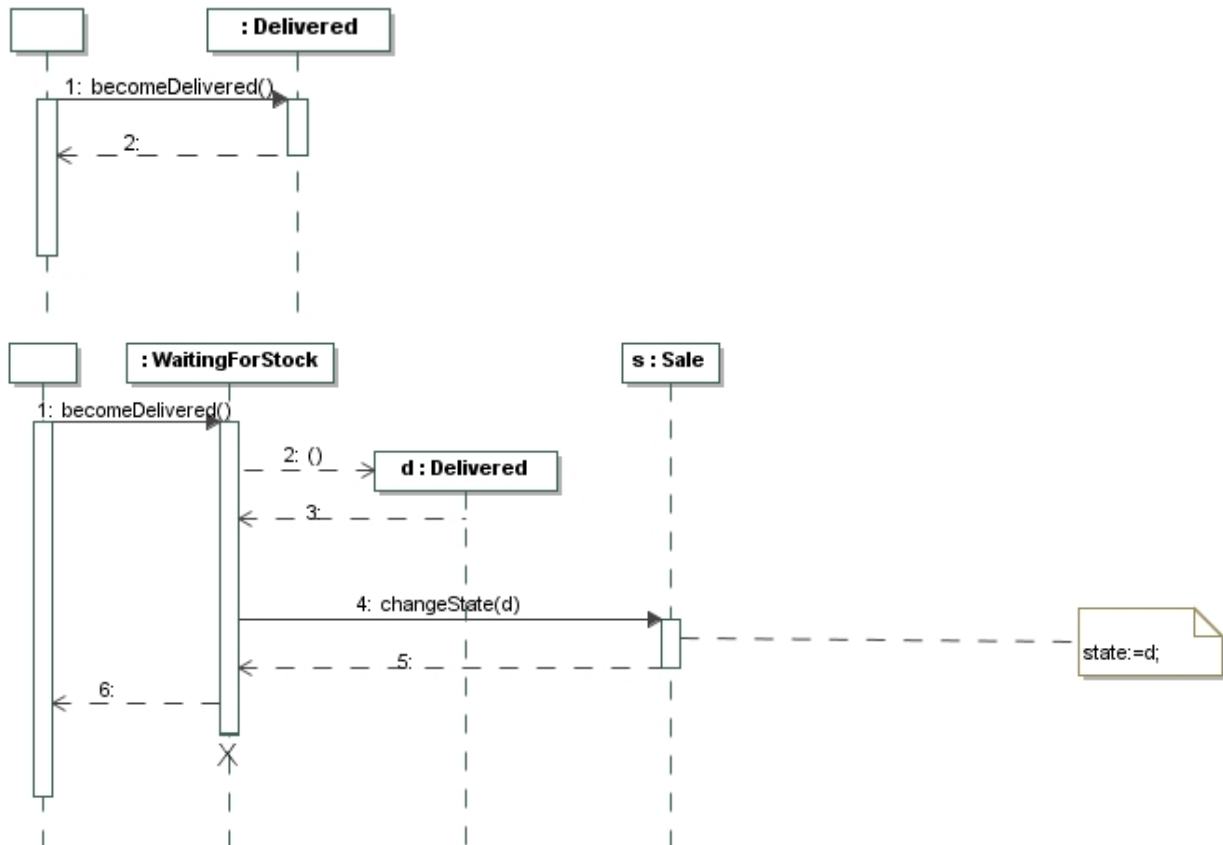 : Delivered
1: becomeDelivered()
2:
: WaitingForStock
s : Sale
1: becomeDelivered()
2: ()
d : Delivered
3:
4: changeState(d)
state:=d;
5:
6: